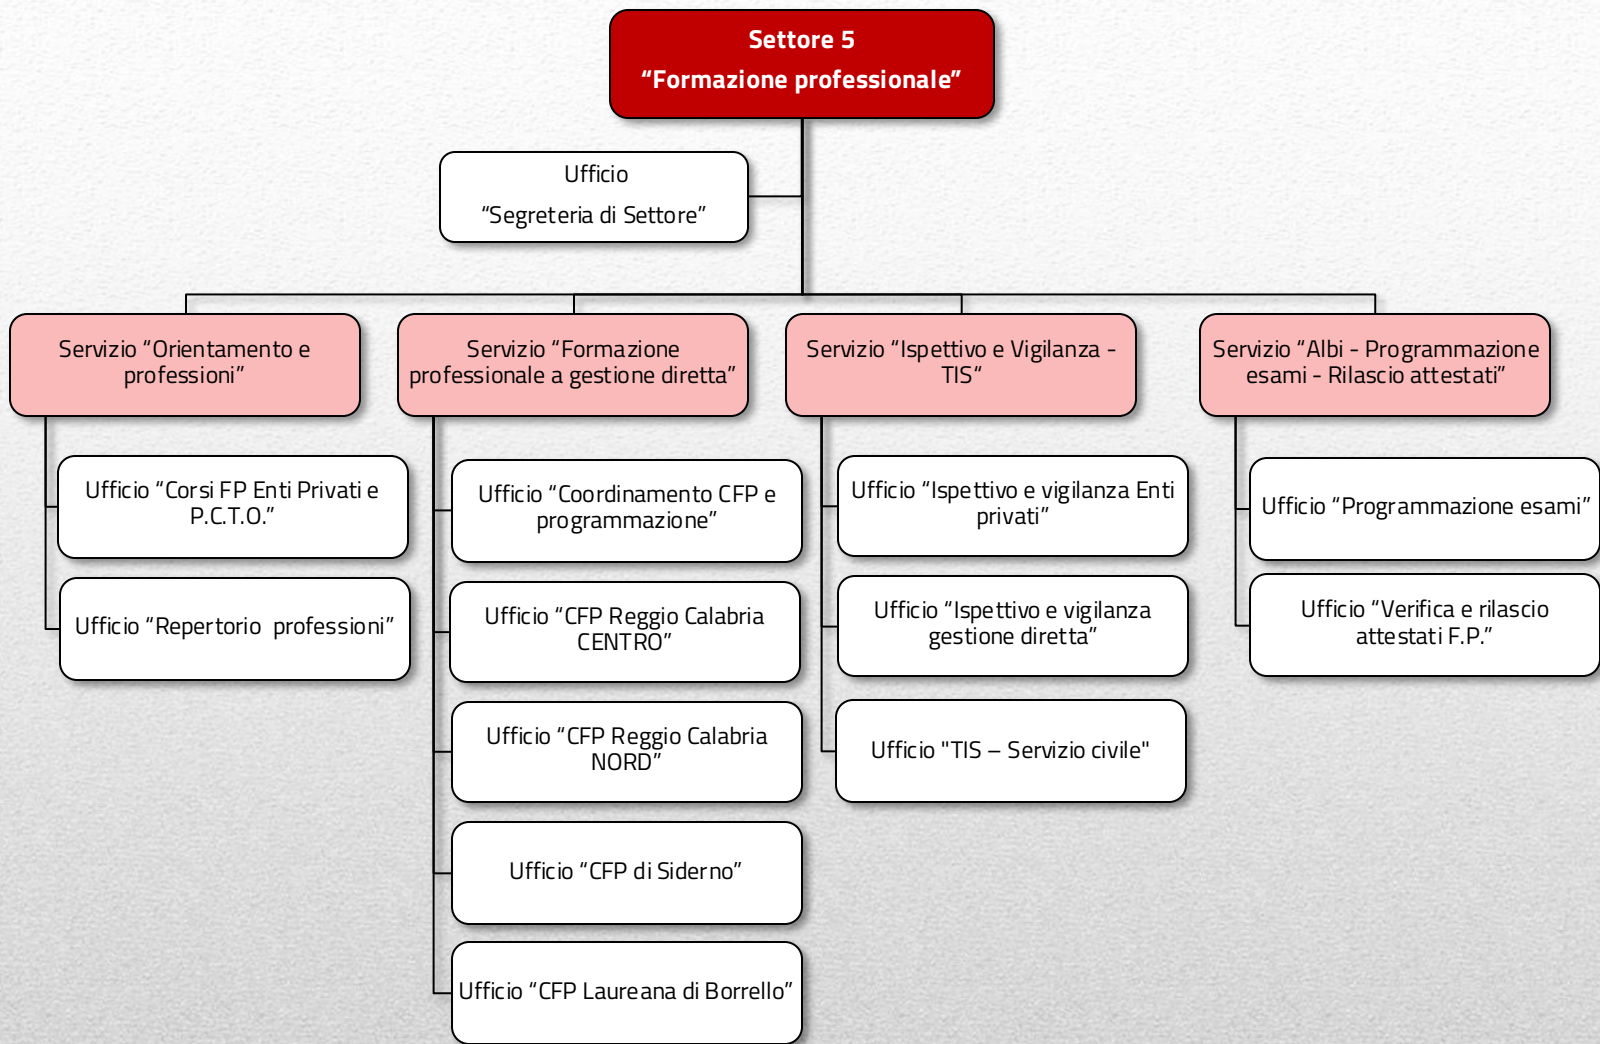 Settore 5
“Formazione professionale”
Ufficio
“Segreteria di Settore”
Servizio “Orientamento e
professioni”
Ufficio “Corsi FP Enti Privati e
P.C.T.O.”
Ufficio “Repertorio professioni”
Servizio “Formazione
professionale a gestione diretta”
Ufficio “Coordinamento CFP e
programmazione”
Ufficio “CFP Reggio Calabria
CENTRO”
Ufficio “CFP Reggio Calabria
NORD”
Ufficio “CFP di Siderno”
Ufficio “CFP Laureana di Borrello”
Servizio “Ispettivo e Vigilanza -
TIS“
Ufficio “Ispettivo e vigilanza Enti
privati”
Ufficio “Ispettivo e vigilanza
gestione diretta”
Ufficio "TIS – Servizio civile"
Servizio “Albi - Programmazione
esami - Rilascio attestati”
Ufficio “Programmazione esami”
Ufficio “Verifica e rilascio
attestati F.P.”